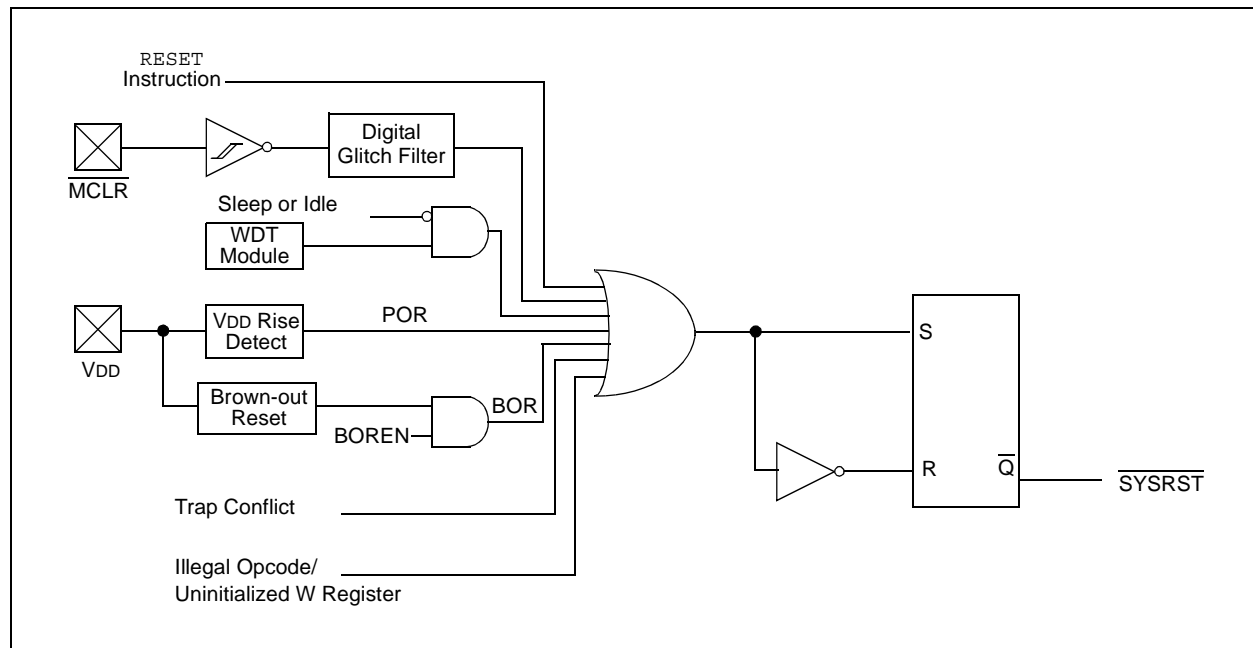 RESET
Instruction
Digital
Glitch Filter
MCLR
Sleep or Idle
WDT
Module
VDD Rise
Detect
POR
VDD
Brown-out
Reset
BOR
BOREN
S
R
Q
SYSRST
Trap Conflict
Illegal Opcode/
Uninitialized W Register